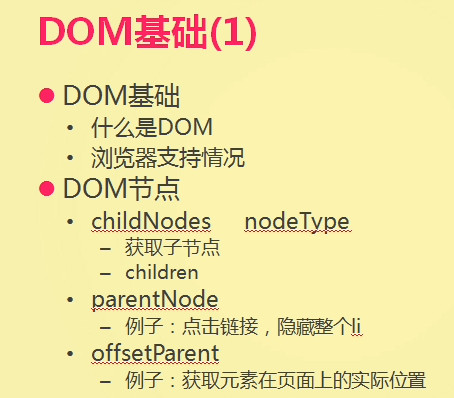 DOM基础(1)
DOM基础
什么是DOM
浏览器支持情况
DOM节点
childNodes nodeType
– 获取子节点
– children
parentNode
– 例子：点击链接，隐藏整个li
offsetParent
– 例子：获取元素在页面上的实际位置